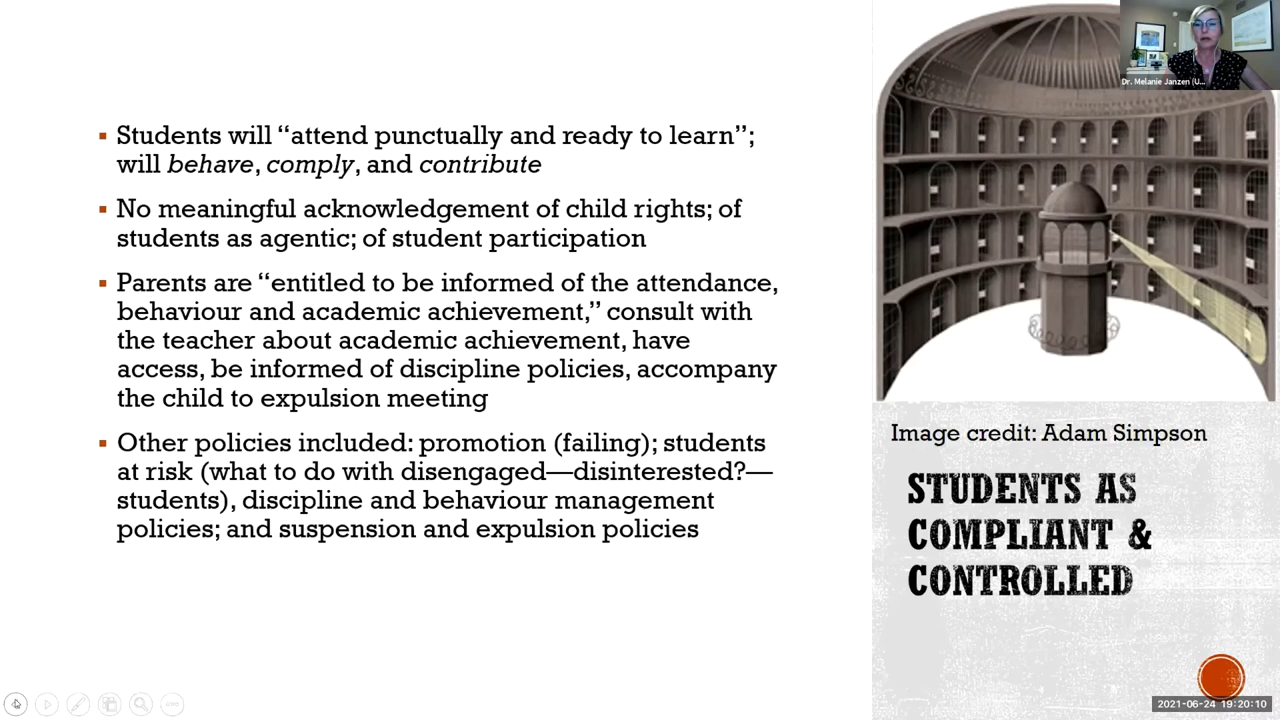 Students will “attend punctually and ready to learn”;
will behave, comply, and contribute
No meaningful acknowledgement of child rights; of
students as agentic; of student participation
Parents are “entitled to be informed of the attendance,
behaviour and academic achievement,” consult with
the teacher about academic achievement, have
access, be informed of discipline policies, accompany
the child to expulsion meeting
Other policies included: promotion (failing); students
at risk (what to do with disengaged—disinterested?—
students), discipline and behaviour management
policies; and suspension and expulsion policies
Dr. Melanie Janzen (U...
Image credit: Adam Simpson
STUDENTS AS
COMPLIANT &
CONTROLLED
2021-06-24 19:20:10